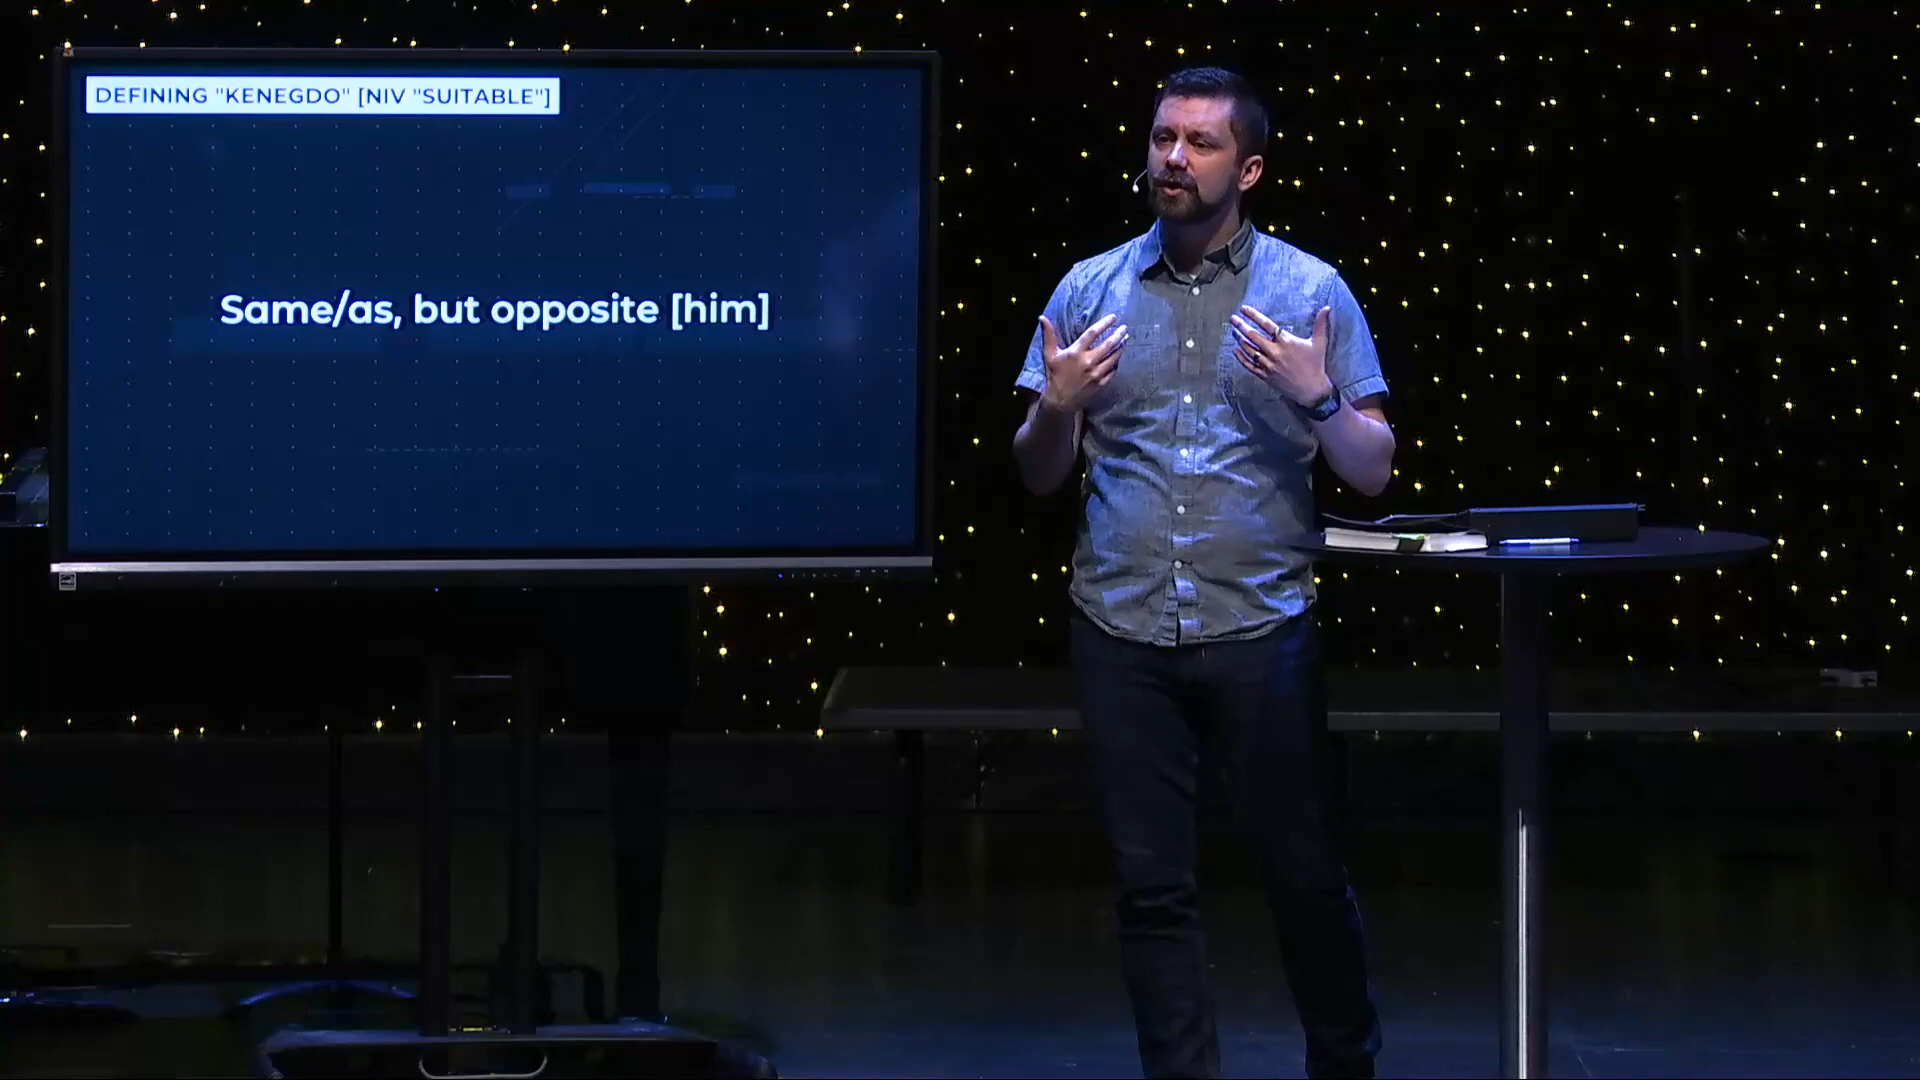 DEFINING "KENEGDO" [NIV "SUITABLE"]
Same/as, but opposite [him]